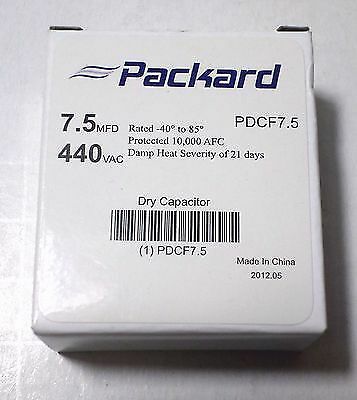 Packard
7.5MFD Rated -40° to 85° PDCF7.5
Protected 10,000 AFC
440VAC Damp Heat Severity of 21 days
Dry Capacitor
(1) PDCF7.5
Made In China
2012.05